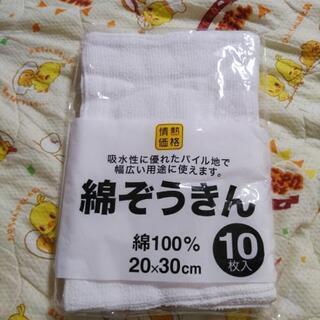 情熱
価格
吸水性に優れたパイル地で
幅広い用途に使えます。
綿ぞうきん
綿100%
20×30cm
10
枚入